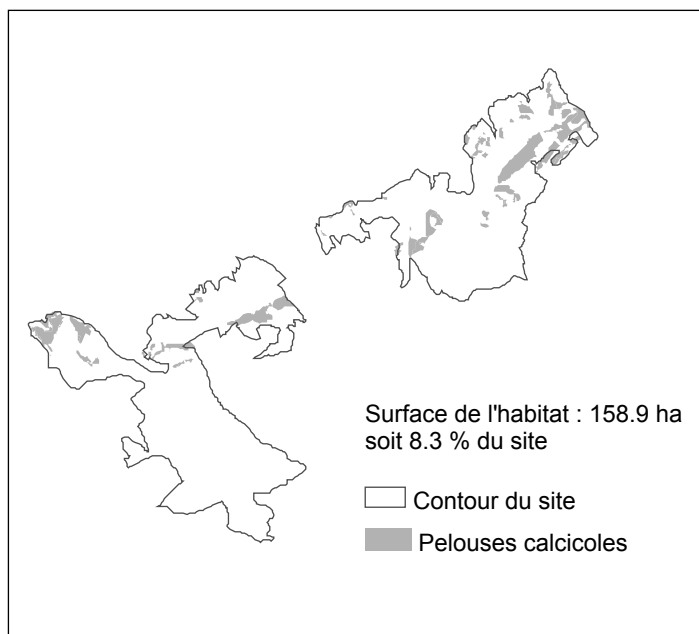 Surface de l'habitat : 158.9 ha
soit 8.3 % du site
Contour du site
Pelouses calcicoles